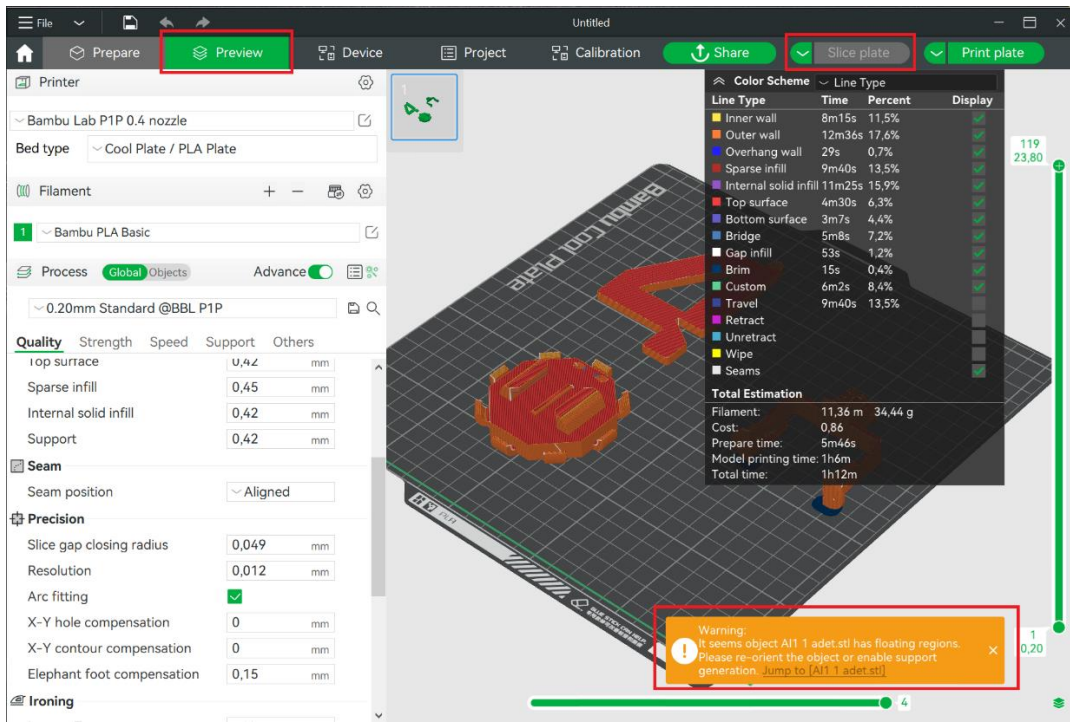 File
Untitled
Prepare
Preview
Device
Project
Calibration
Share
Slice plate
Print plate
Printer
Bambu Lab P1P 0.4 nozzle
Bed type
Cool Plate / PLA Plate
Filament
1 Bambu PLA Basic
Process Global Objects Advance
0.20mm Standard @BBL P1P
Quality Strength Speed Support Others
Top surface 0,42 mm
Sparse infill 0,45 mm
Internal solid infill 0,42 mm
Support 0,42 mm
Seam
Seam position Aligned
Precision
Slice gap closing radius 0,049 mm
Resolution 0,012 mm
Arc fitting
X-Y hole compensation 0 mm
X-Y contour compensation 0 mm
Elephant foot compensation 0,15 mm
Ironing
1
Bambu Cool Plate
PLA
Color Scheme Line Type
Line Type Time Percent Display
Inner wall 8m15s 11,5%
Outer wall 12m36s 17,6%
Overhang wall 29s 0,7%
Sparse infill 9m40s 13,5%
Internal solid infill 11m25s 15,9%
Top surface 4m30s 6,3%
Bottom surface 3m7s 4,4%
Bridge 5m8s 7,2%
Gap infill 53s 1,2%
Brim 15s 0,4%
Custom 6m2s 8,4%
Travel 9m40s 13,5%
Retract
Unretract
Wipe
Seams
Total Estimation
Filament: 11,36 m 34,44 g
Cost: 0,86
Prepare time: 5m46s
Model printing time: 1h6m
Total time: 1h12m
119
23,80
Warning:
It seems object AI1 1 adet.stl has floating regions.
Please re-orient the object or enable support
generation. Jump to [AI1 1 adet.stl]
1
0,20
4